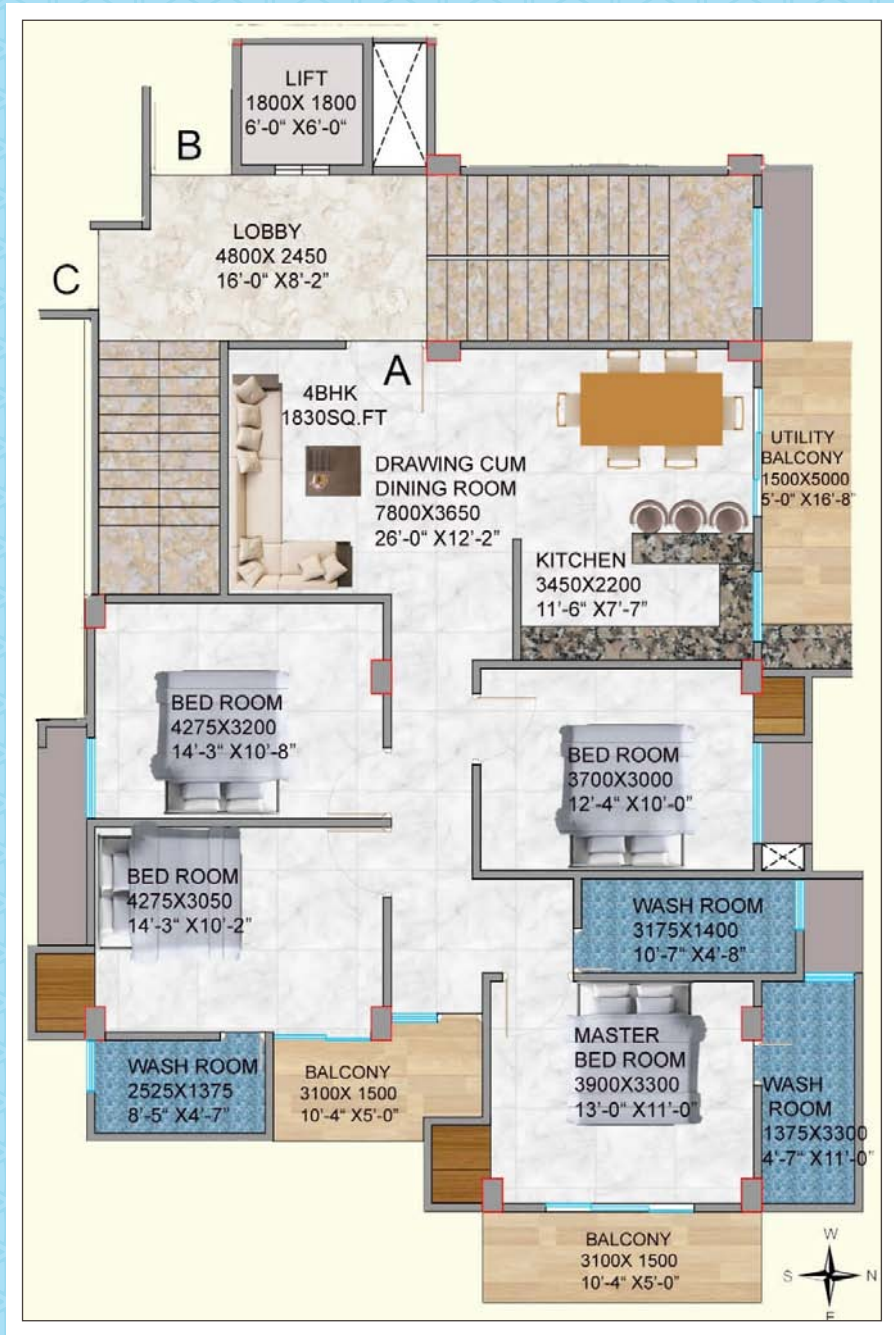 LIFT
1800X 1800
6'-0" X6'-0"
B
LOBBY
4800X 2450
16'-0" X8'-2"
C
A
4BHK
1830SQ.FT
DRAWING CUM
DINING ROOM
7800X3650
26'-0" X12'-2"
UTILITY
BALCONY
1500X5000
5'-0" X16'-8"
KITCHEN
3450X2200
11'-6" X7'-7"
BED ROOM
4275X3200
14'-3" X10'-8"
BED ROOM
3700X3000
12'-4" X10'-0"
BED ROOM
4275X3050
14'-3" X10'-2"
WASH ROOM
3175X1400
10'-7" X4'-8"
WASH ROOM
2525X1375
8'-5" X4'-7"
BALCONY
3100X 1500
10'-4" X5'-0"
MASTER
BED ROOM
3900X3300
13'-0" X11'-0"
WASH
ROOM
1375X3300
4'-7" X11'-0"
BALCONY
3100X 1500
10'-4" X5'-0"
W
S N
E